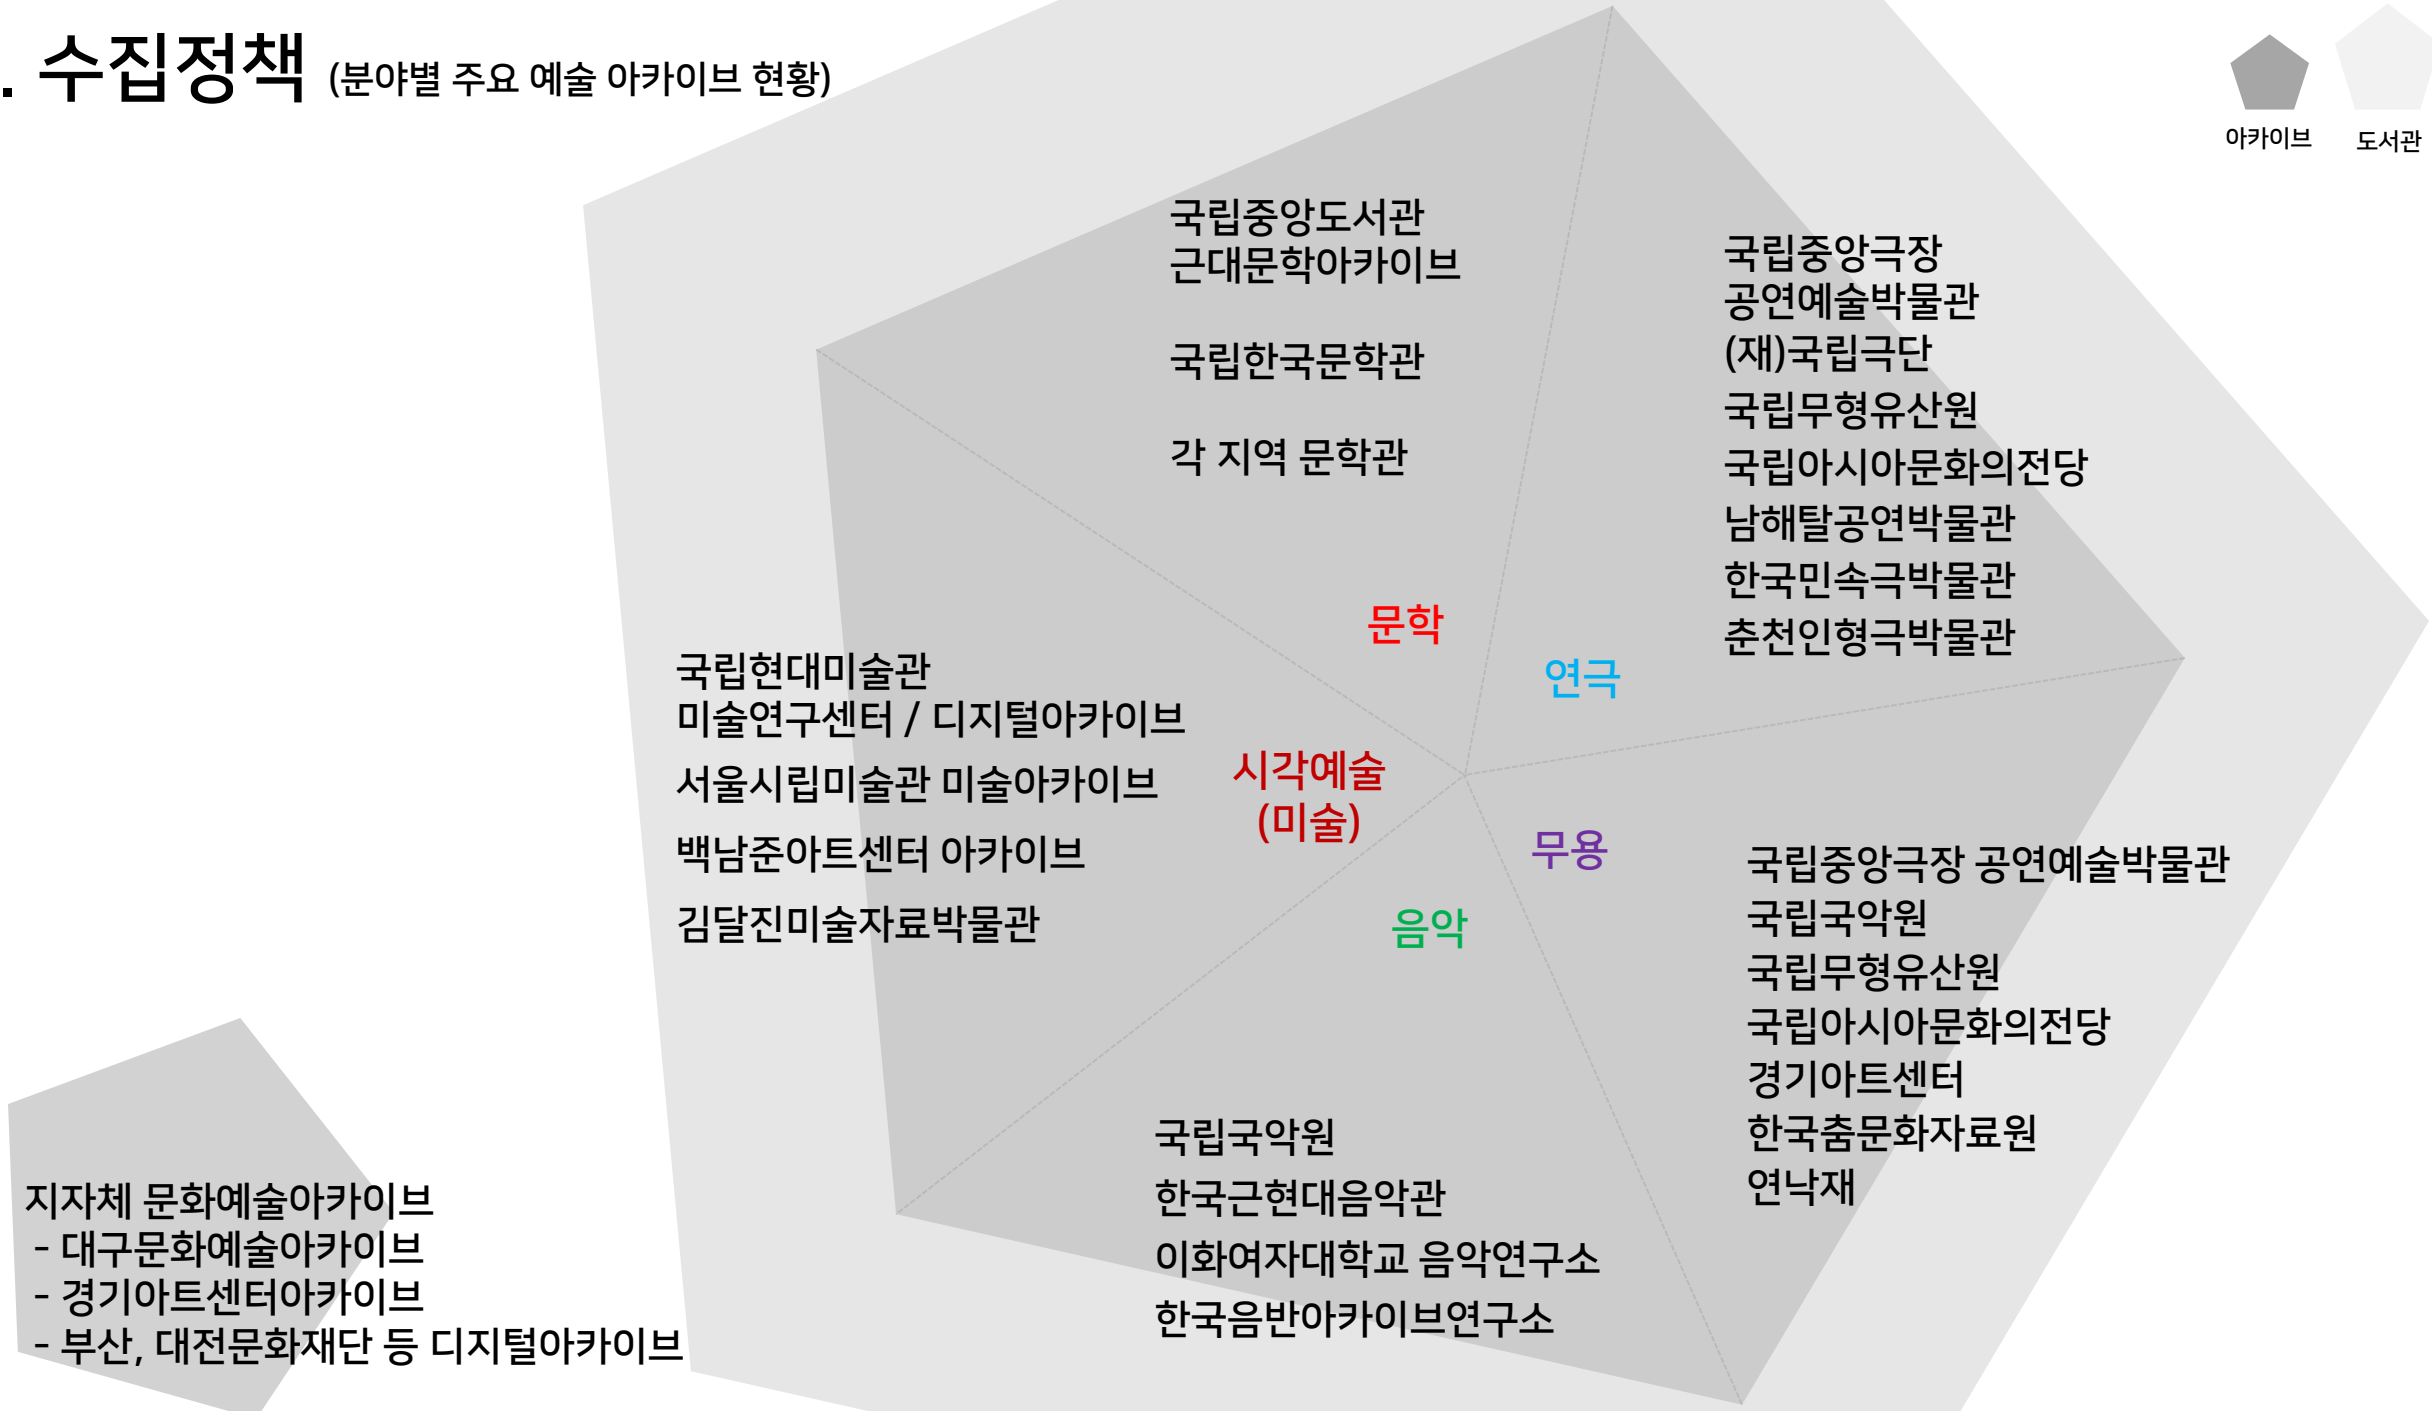 . 수집정책 (분야별 주요 예술 아카이브 현황)
아카이브
도서관
국립중앙도서관
근대문학아카이브
국립한국문학관
각 지역 문학관
문학
국립중앙극장
공연예술박물관
(재)국립극단
국립무형유산원
국립아시아문화의전당
남해탈공연박물관
한국민속극박물관
춘천인형극박물관
연극
국립현대미술관
미술연구센터 / 디지털아카이브
서울시립미술관 미술아카이브
백남준아트센터 아카이브
김달진미술자료박물관
시각예술
(미술)
무용
국립중앙극장 공연예술박물관
국립국악원
국립무형유산원
국립아시아문화의전당
경기아트센터
한국춤문화자료원
연낙재
음악
국립국악원
한국근현대음악관
이화여자대학교 음악연구소
한국음반아카이브연구소
지자체 문화예술아카이브
- 대구문화예술아카이브
- 경기아트센터아카이브
- 부산, 대전문화재단 등 디지털아카이브